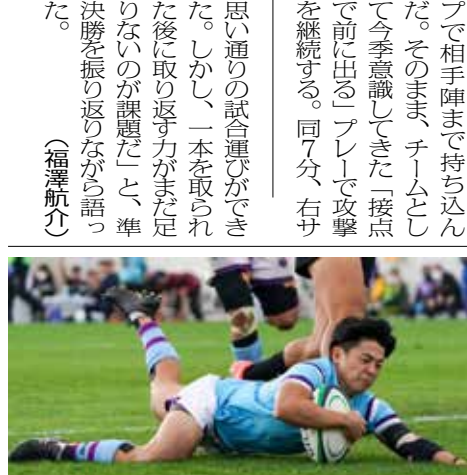 プで相手陣まで持ち込ん
だ。そのまま、チームとし
て今季意識してきた「接点
で前に出る」プレーで攻撃
を継続する。同7分、右サ
思い通りの試合運びができ
た。しかし、一本を取られ
た後に取り返す力がまだ足
りないのが課題だ」と、準
決勝を振り返りながら語っ
た。
(福澤航介)